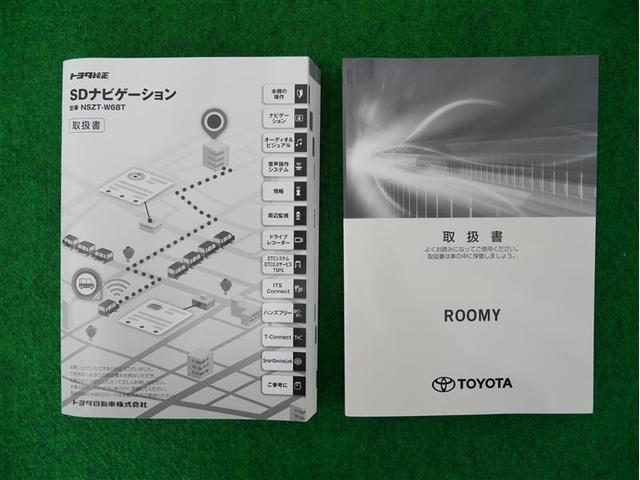 トヨタ純正
SDナビゲーション
型番 NSZT-W68T
取扱書
本機の
操作
ナビゲー
ション
オーディオ&
ビジュアル
音声操作
システム
情報
周辺監視
ドライブ
レコーダー
ETCシステム
ETC2.0サービス
TSPS
ITS
Connect
ハンズフリー
T-Connect
SmartDeviceLink
ご参考に
トヨタ自動車株式会社
取扱書
よくお読みになってご使用ください。
取扱書は車の中に保管しましょう。
ROOMY
TOYOTA